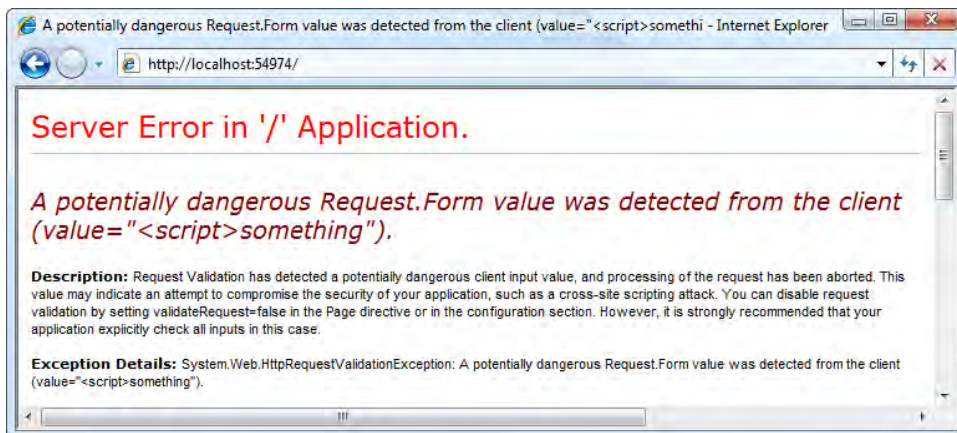 A potentially dangerous Request.Form value was detected from the client (value="<script>somethi - Internet Explorer
http://localhost:54974/
Server Error in '/' Application.
A potentially dangerous Request.Form value was detected from the client
(value="<script>something").
Description: Request Validation has detected a potentially dangerous client input value, and processing of the request has been aborted. This
value may indicate an attempt to compromise the security of your application, such as a cross-site scripting attack. You can disable request
validation by setting validateRequest=false in the Page directive or in the configuration section. However, it is strongly recommended that your
application explicitly check all inputs in this case.
Exception Details: System.Web.HttpRequestValidationException: A potentially dangerous Request.Form value was detected from the client
(value="<script>something").